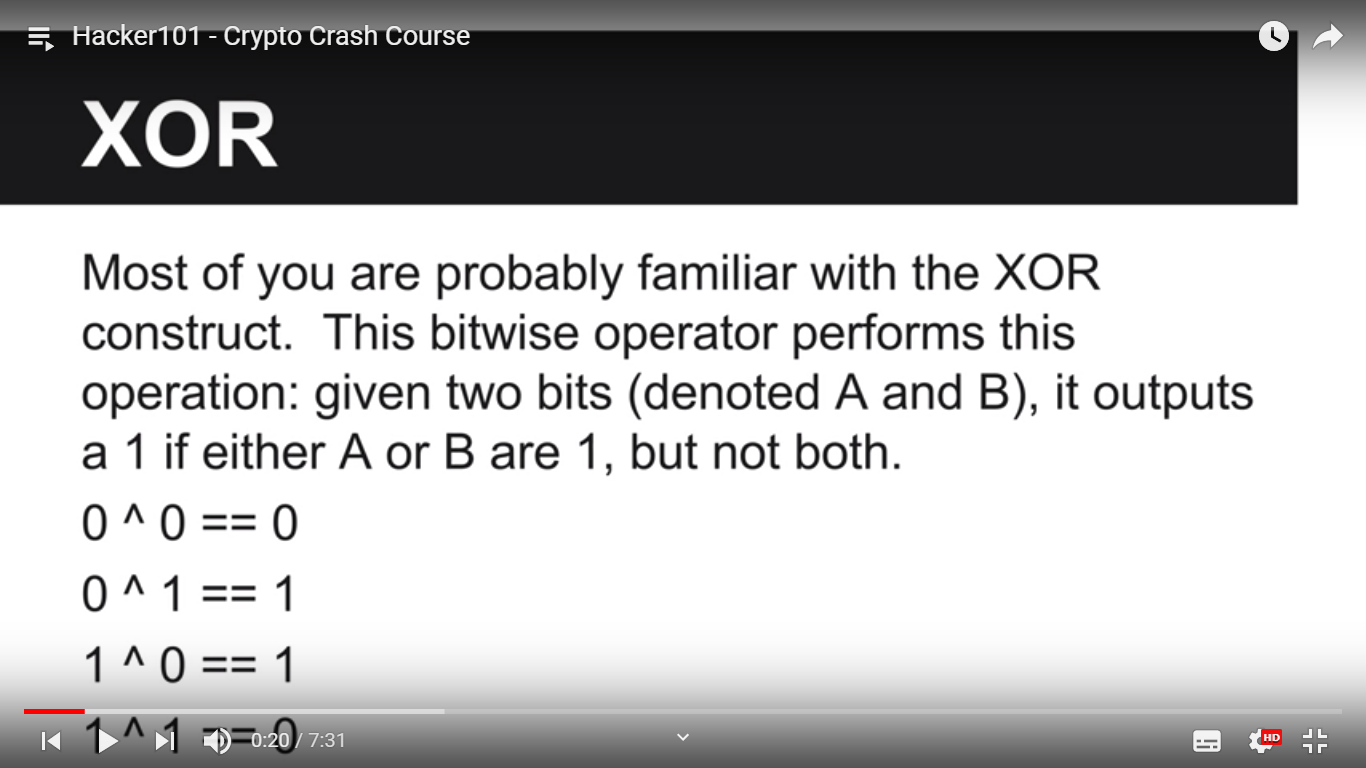 Hacker101 - Crypto Crash Course
XOR
Most of you are probably familiar with the XOR
construct.  This bitwise operator performs this
operation: given two bits (denoted A and B), it outputs
a 1 if either A or B are 1, but not both.
0 ^ 0 == 0
0 ^ 1 == 1
1 ^ 0 == 1
1 ^ 1 == 0
0:20 / 7:31
HD